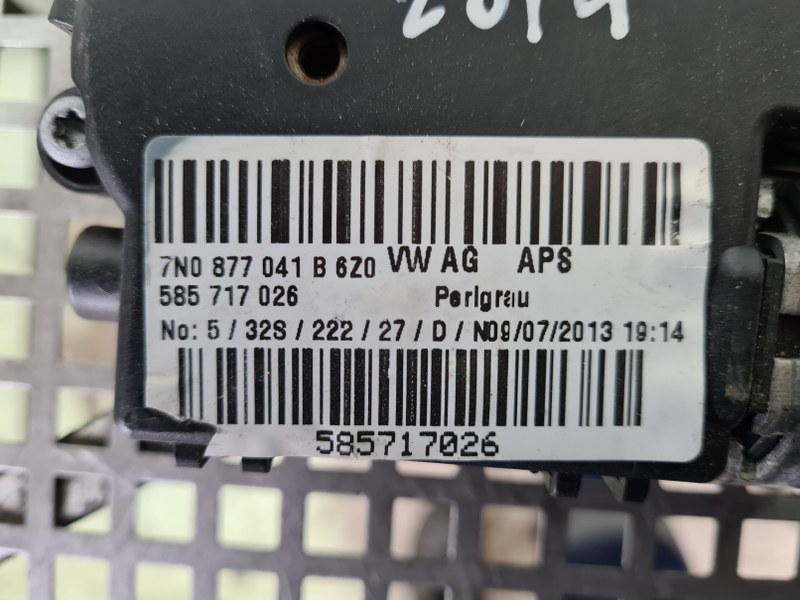 2014
7N0 877 041 B 6Z0 VW AG APS
585 717 026 Perlgrau
No: 5 / 32S / 222 / 27 / D / N09/07/2013 19:14
585717026